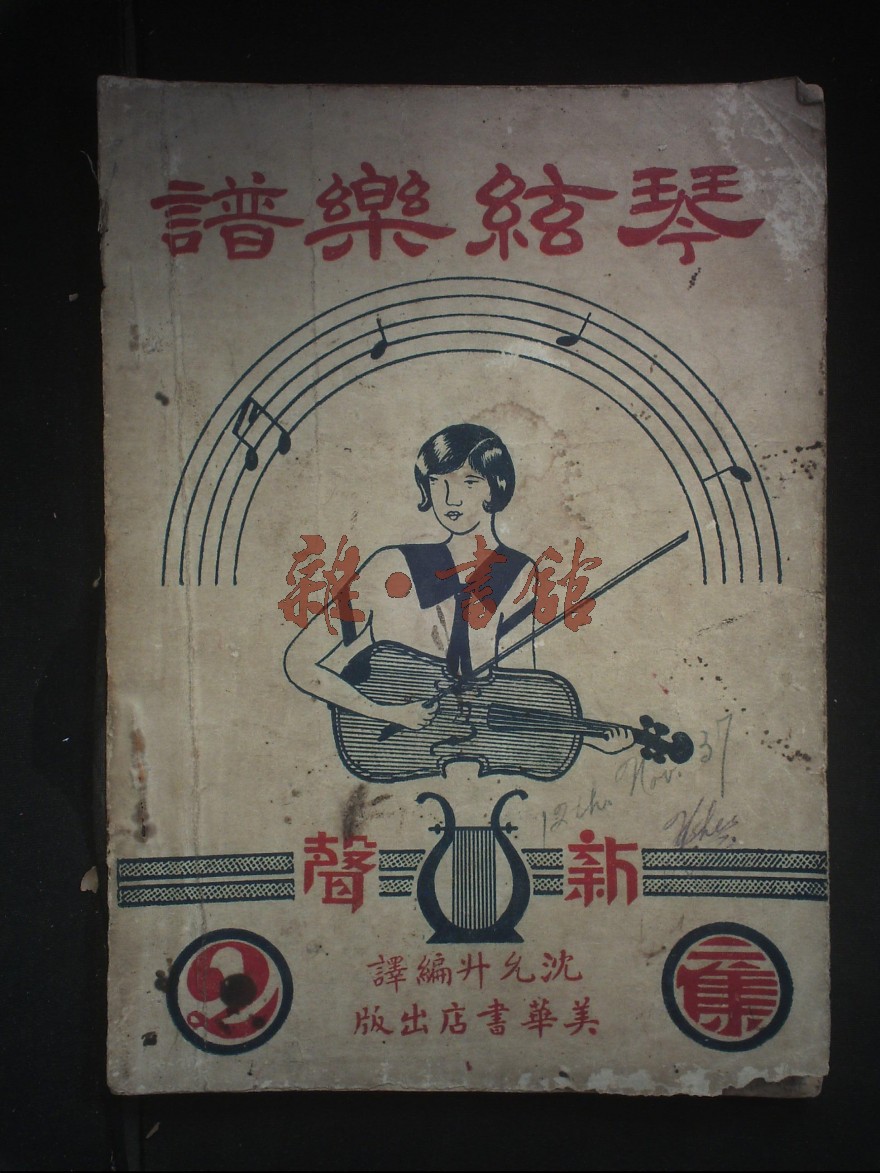 琴絃樂譜
雜·書館
12th. Nov. 37
新聲
二集
2
沈允升編譯
美華書店出版